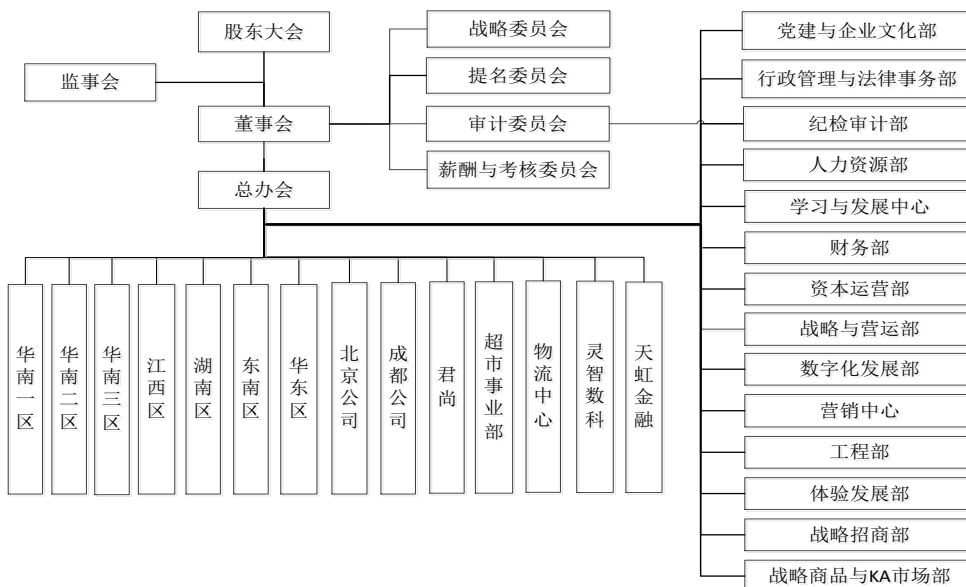 股东大会
监事会
董事会
总办会
战略委员会
提名委员会
审计委员会
薪酬与考核委员会
党建与企业文化部
行政管理与法律事务部
纪检审计部
人力资源部
学习与发展中心
财务部
资本运营部
战略与营运部
数字化发展部
营销中心
工程部
体验发展部
战略招商部
战略商品与KA市场部
华南一区
华南二区
华南三区
江西区
湖南区
东南区
华东区
北京公司
成都公司
君尚
超市事业部
物流中心
灵智数科
天虹金融